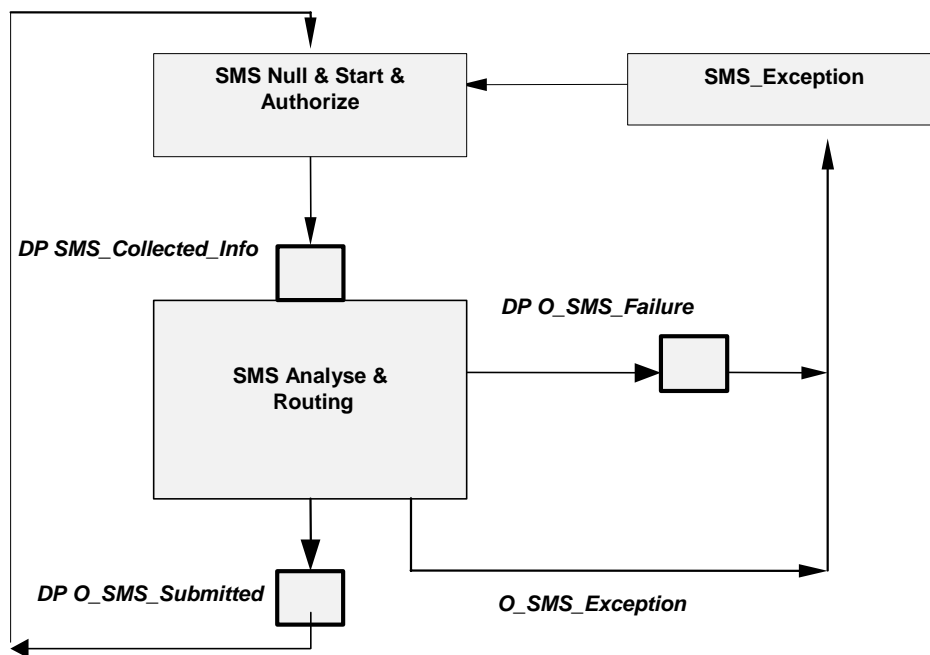 SMS Null & Start &
Authorize
SMS_Exception
DP SMS_Collected_Info
DP O_SMS_Failure
SMS Analyse &
Routing
DP O_SMS_Submitted
O_SMS_Exception